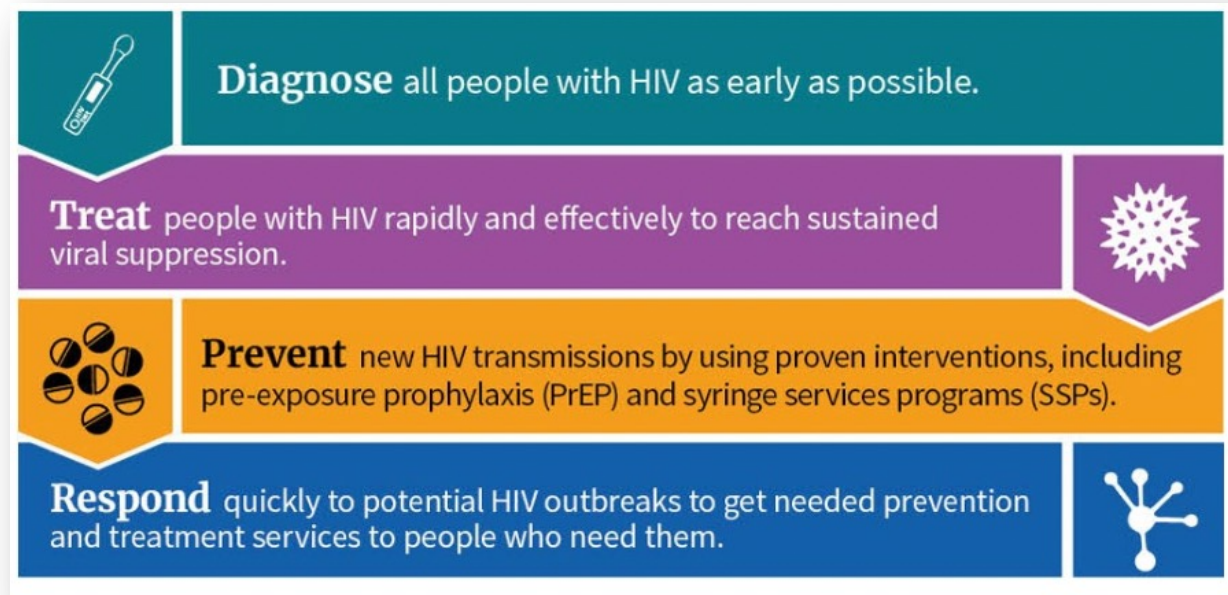 Diagnose all people with HIV as early as possible.
Treat people with HIV rapidly and effectively to reach sustained
viral suppression.
Prevent new HIV transmissions by using proven interventions, including
pre-exposure prophylaxis (PrEP) and syringe services programs (SSPs).
Respond quickly to potential HIV outbreaks to get needed prevention
and treatment services to people who need them.